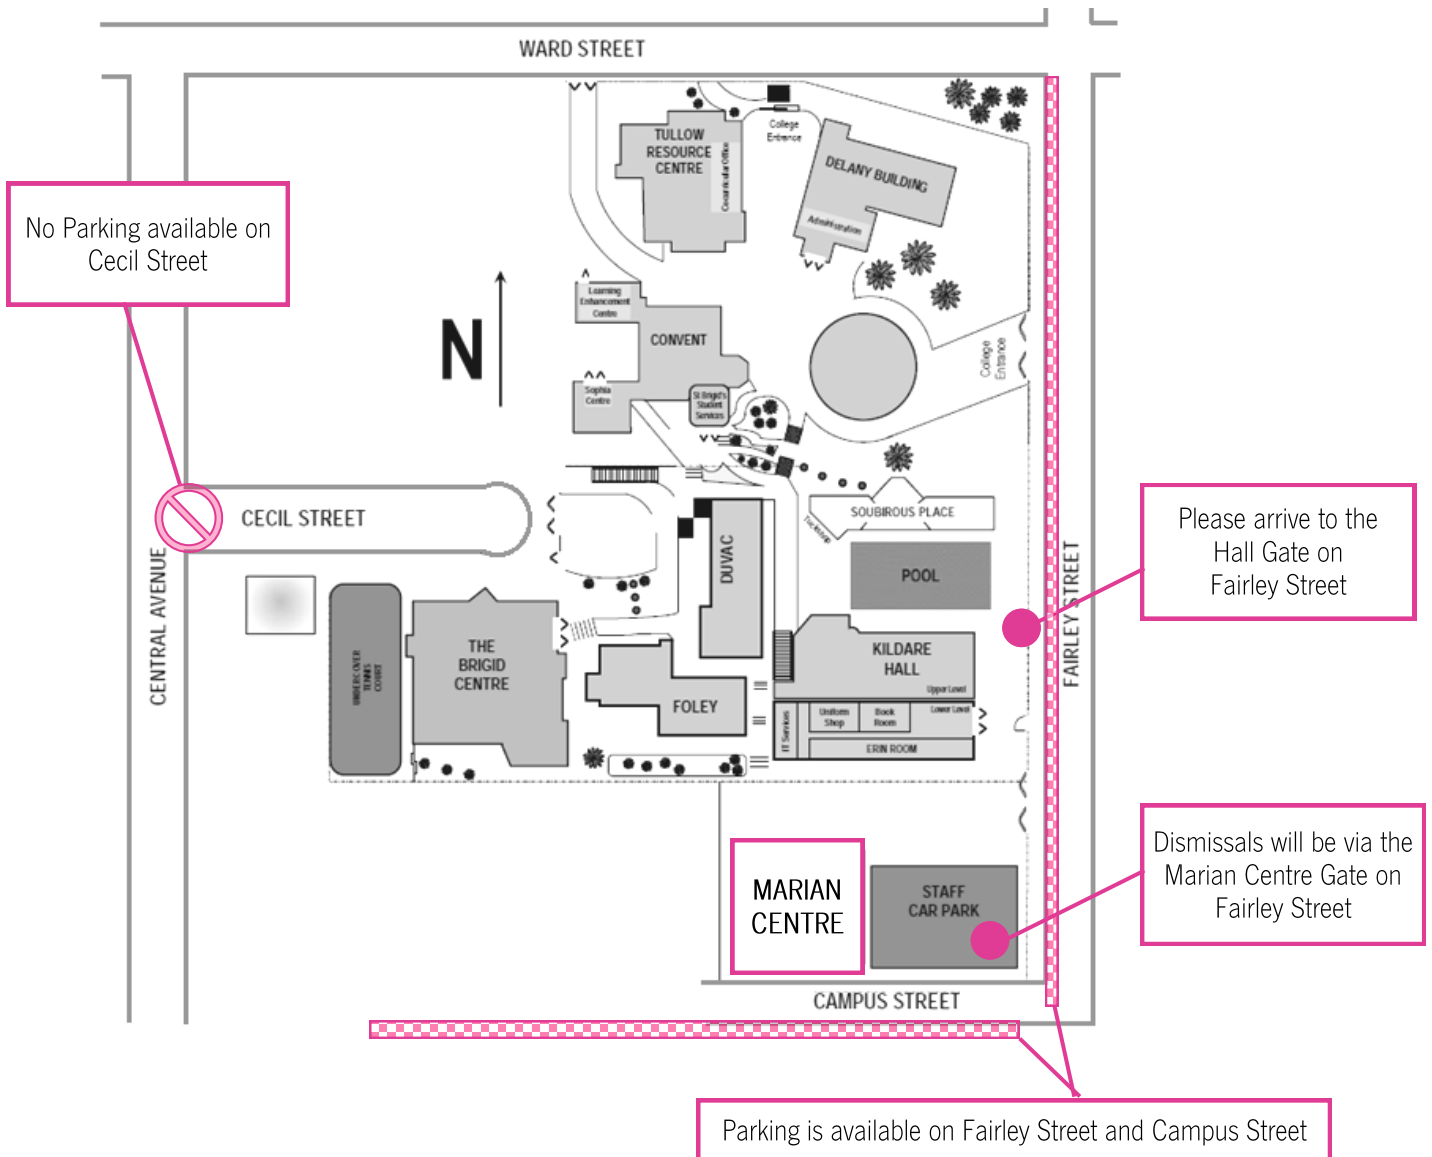 WARD STREET
College
Entrance
TULLOW
RESOURCE
CENTRE
Cocurricular Office
DELANY BUILDING
Administration
No Parking available on
Cecil Street
Learning
Enhancement
Centre
N
CONVENT
College
Entrance
Sophia
Centre
St Brigid's
Student
Services
CECIL STREET
SOUBIROUS PLACE
Tuckshop
Please arrive to the
Hall Gate on
Fairley Street
DUVAC
POOL
CENTRAL AVENUE
FAIRLEY STREET
UNDERCOVER
TENNIS
COURT
THE
BRIGID
CENTRE
KILDARE
HALL
Upper Level
FOLEY
IT Services
Uniform
Shop
Book
Room
Lower Level
ERIN ROOM
Dismissals will be via the
Marian Centre Gate on
Fairley Street
MARIAN
CENTRE
STAFF
CAR PARK
CAMPUS STREET
Parking is available on Fairley Street and Campus Street